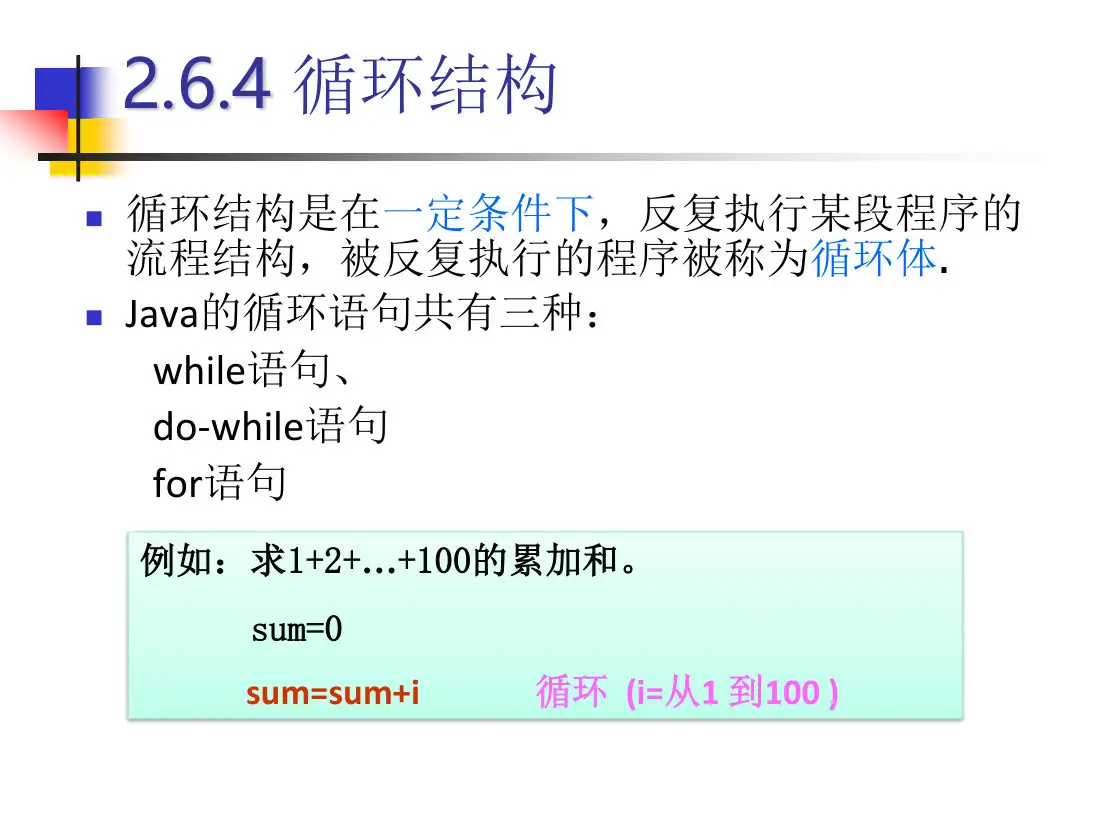 2.6.4 循环结构
循环结构是在一定条件下，反复执行某段程序的
流程结构，被反复执行的程序被称为循环体.
Java的循环语句共有三种：
while语句、
do-while语句
for语句
例如：求1+2+…+100的累加和。
sum=0
sum=sum+i 循环 (i=从1 到100 )